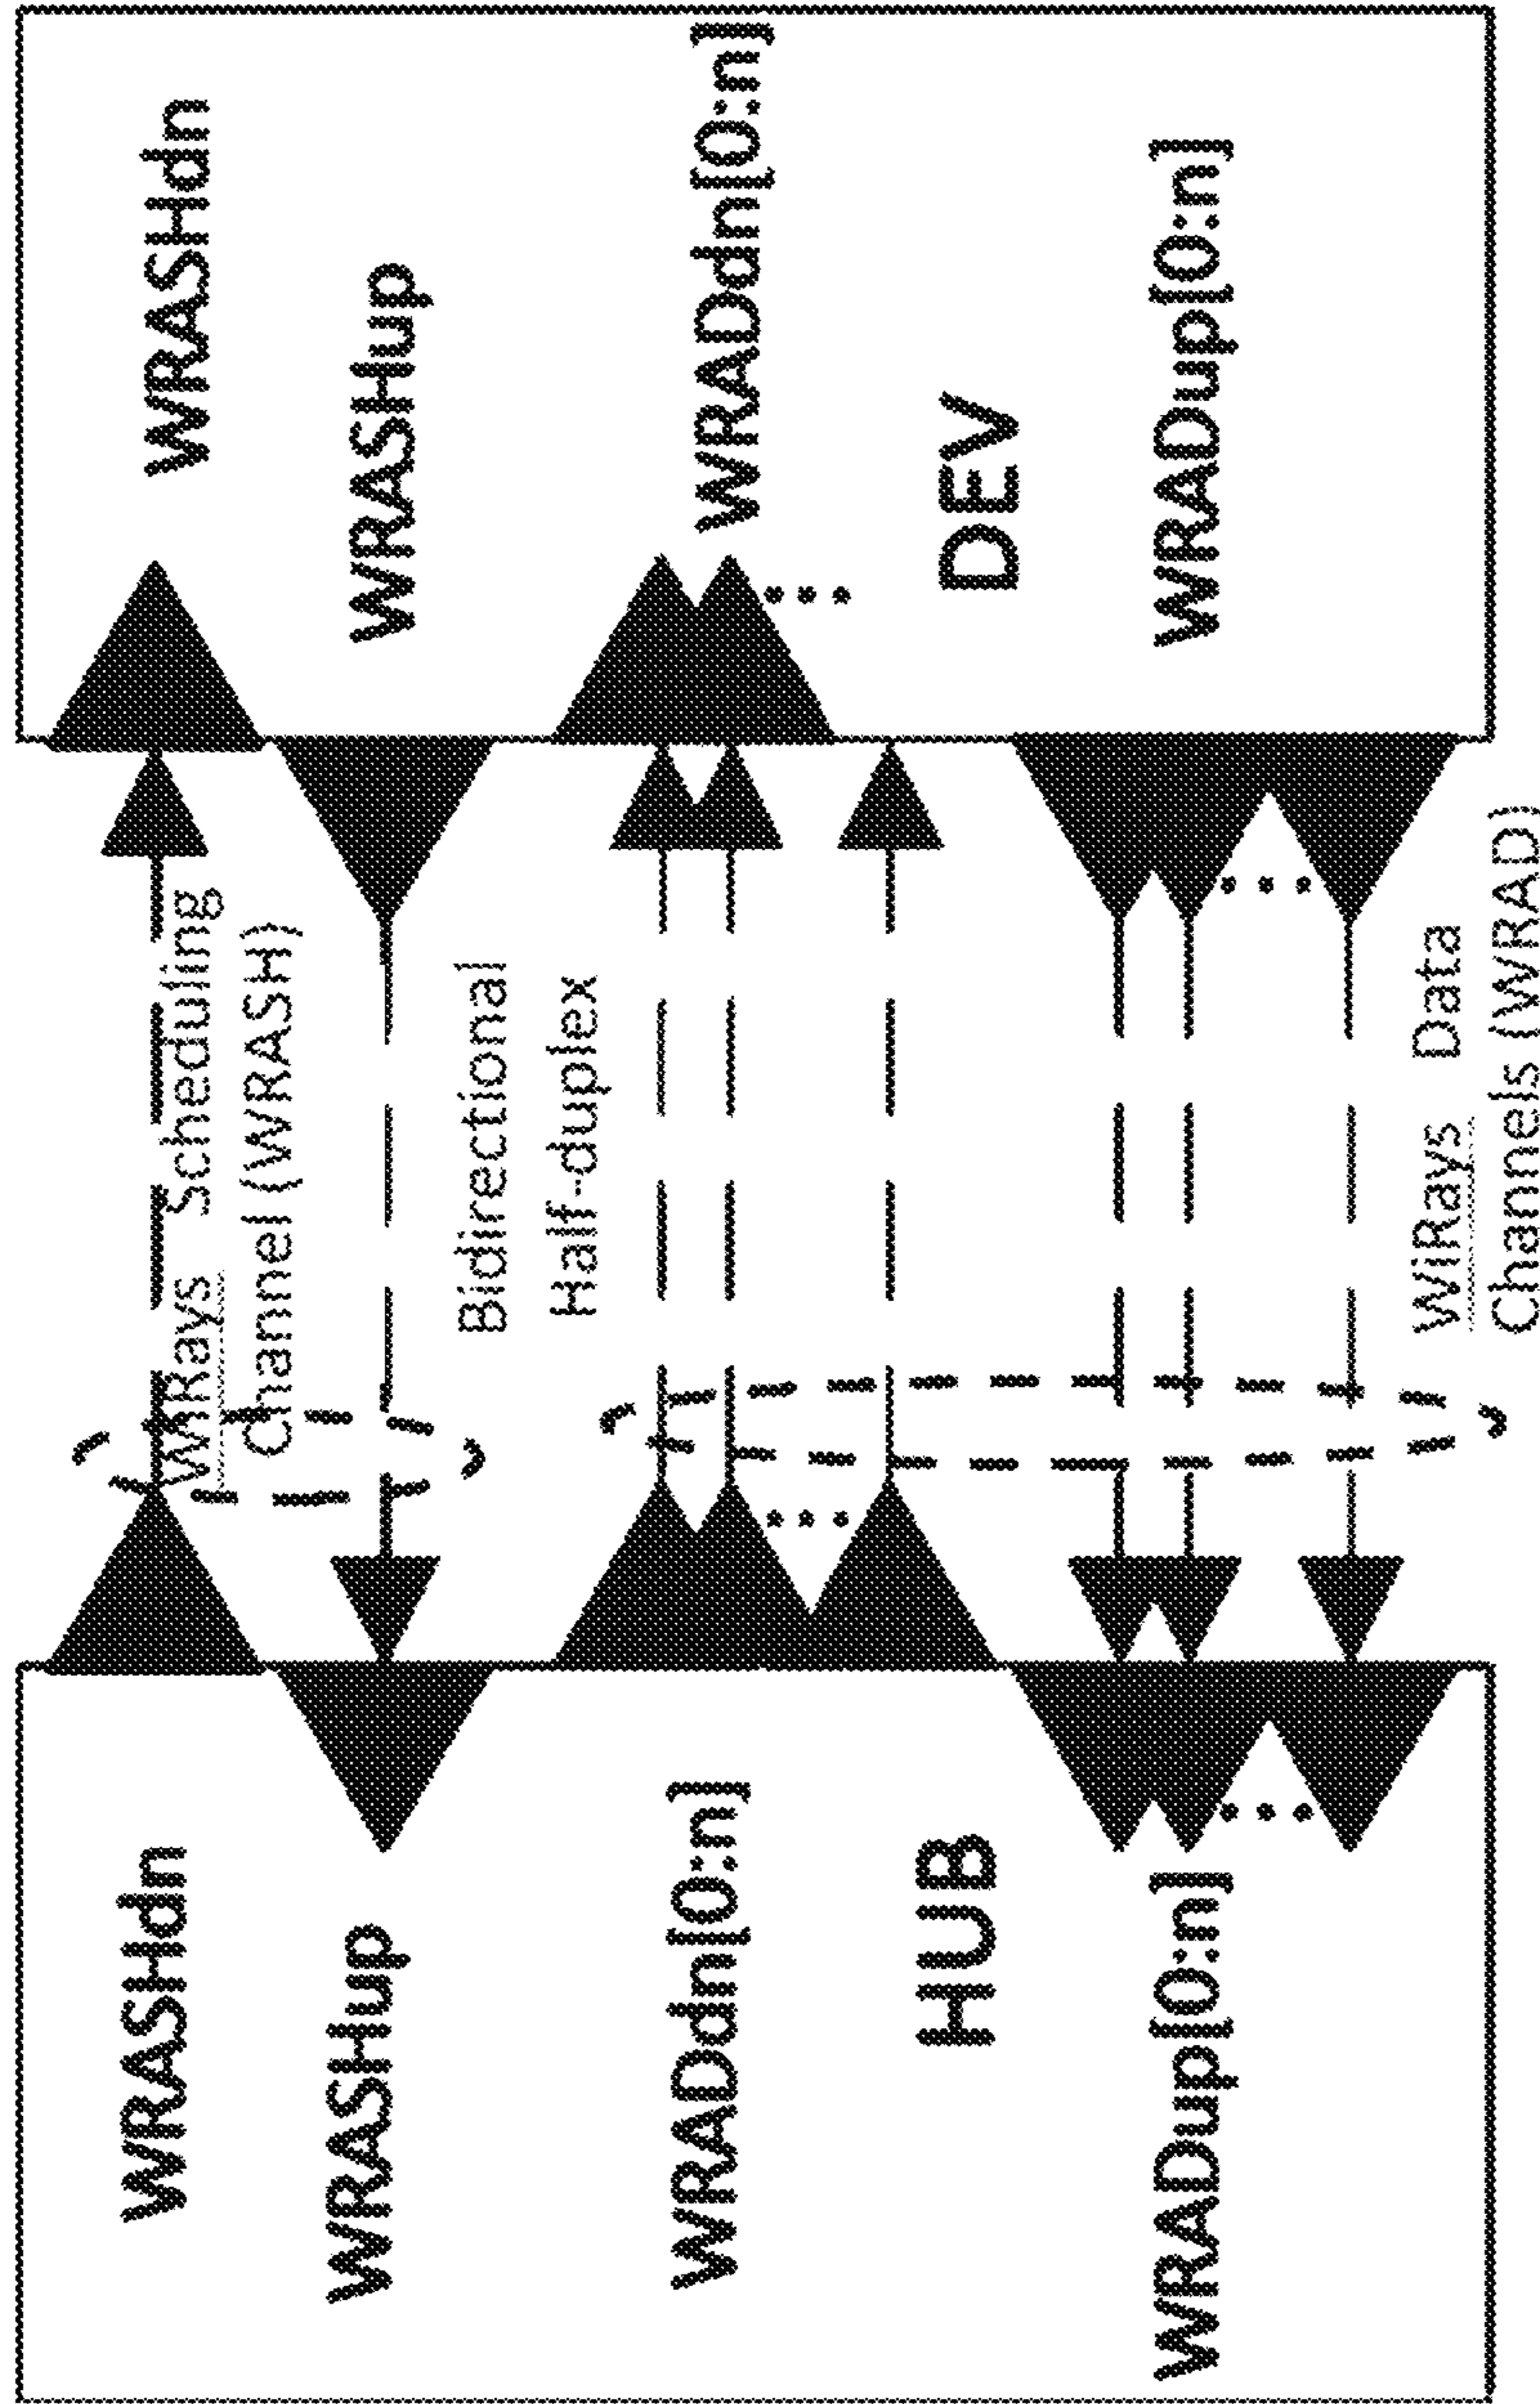 WRASHdn
WRASHup
WRADdn[0:n]
HUB
WRADup[0:n]
WiRays Scheduling
Channel (WRASH)
Bidirectional
Half-duplex
WiRays Data
Channels (WRAD)
WRASHdn
WRASHup
WRADdn[0:n]
DEV
WRADup[0:n]